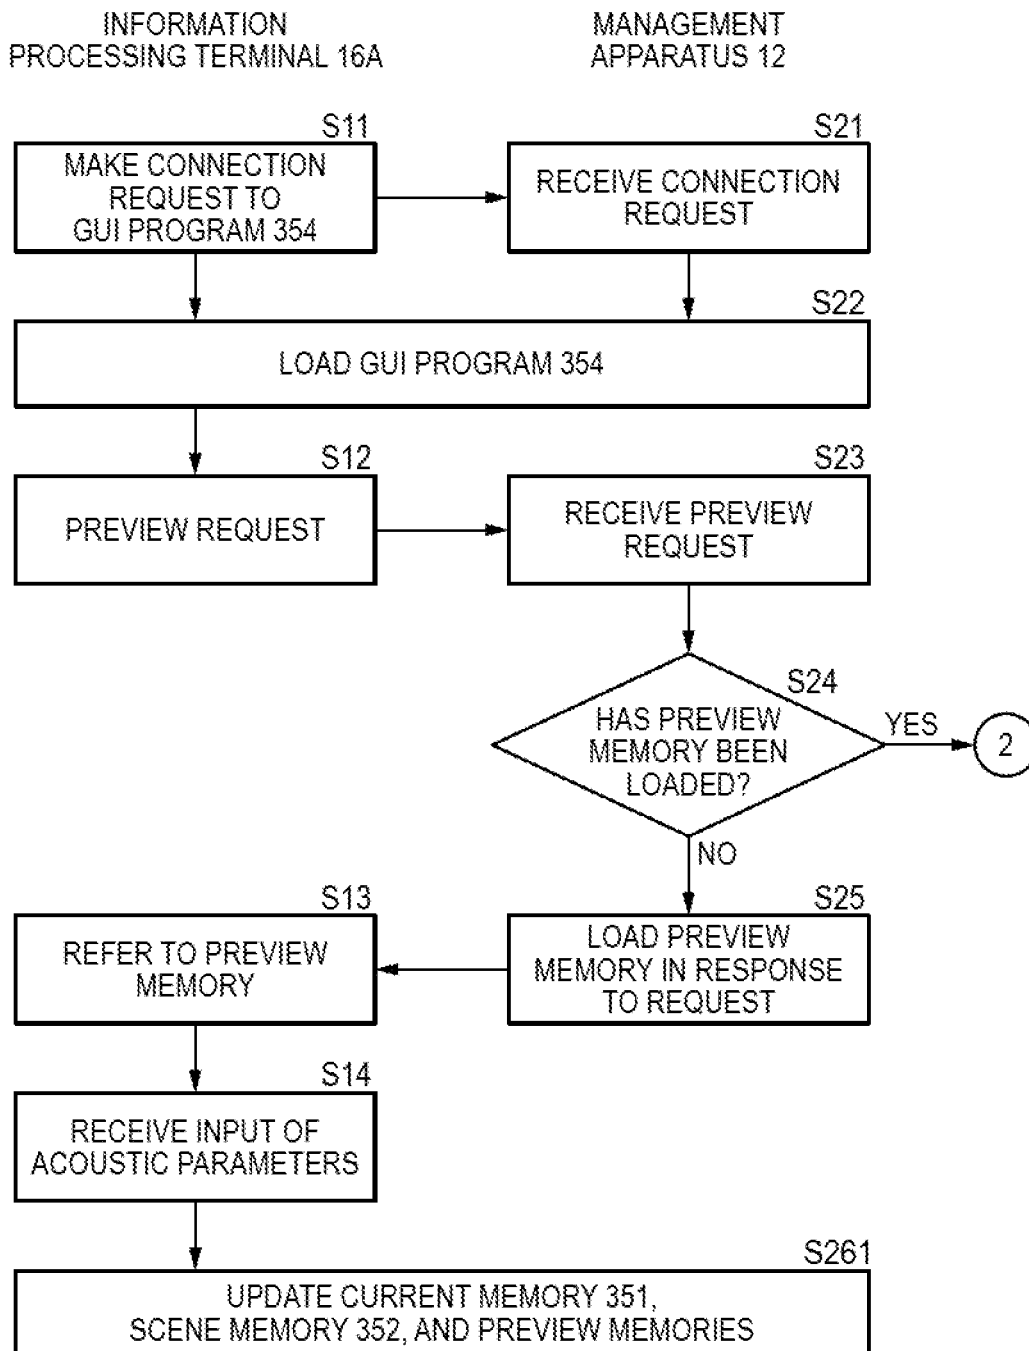 INFORMATION
PROCESSING TERMINAL 16A
MANAGEMENT
APPARATUS 12
S11
MAKE CONNECTION
REQUEST TO
GUI PROGRAM 354
S21
RECEIVE CONNECTION
REQUEST
S22
LOAD GUI PROGRAM 354
S12
PREVIEW REQUEST
S23
RECEIVE PREVIEW
REQUEST
S24
HAS PREVIEW
MEMORY BEEN
LOADED?
YES
2
NO
S13
REFER TO PREVIEW
MEMORY
S25
LOAD PREVIEW
MEMORY IN RESPONSE
TO REQUEST
S14
RECEIVE INPUT OF
ACOUSTIC PARAMETERS
S261
UPDATE CURRENT MEMORY 351,
SCENE MEMORY 352, AND PREVIEW MEMORIES